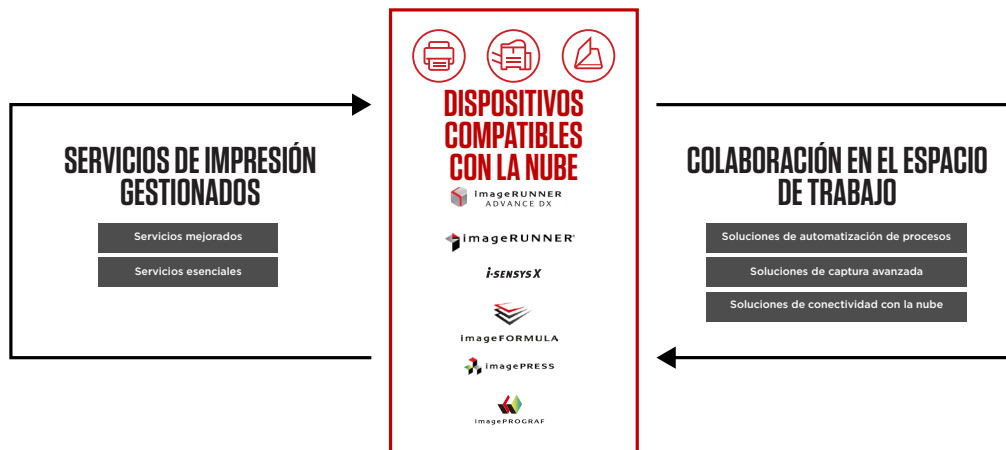 SERVICIOS DE IMPRESIÓN
GESTIONADOS
Servicios mejorados
Servicios esenciales
DISPOSITIVOS
COMPATIBLES
CON LA NUBE
imageRUNNER
ADVANCE DX
imageRUNNER®
i-SENSYS X
imageFORMULA
imagePRESS
imagePROGRAF
COLABORACIÓN EN EL ESPACIO
DE TRABAJO
Soluciones de automatización de procesos
Soluciones de captura avanzada
Soluciones de conectividad con la nube